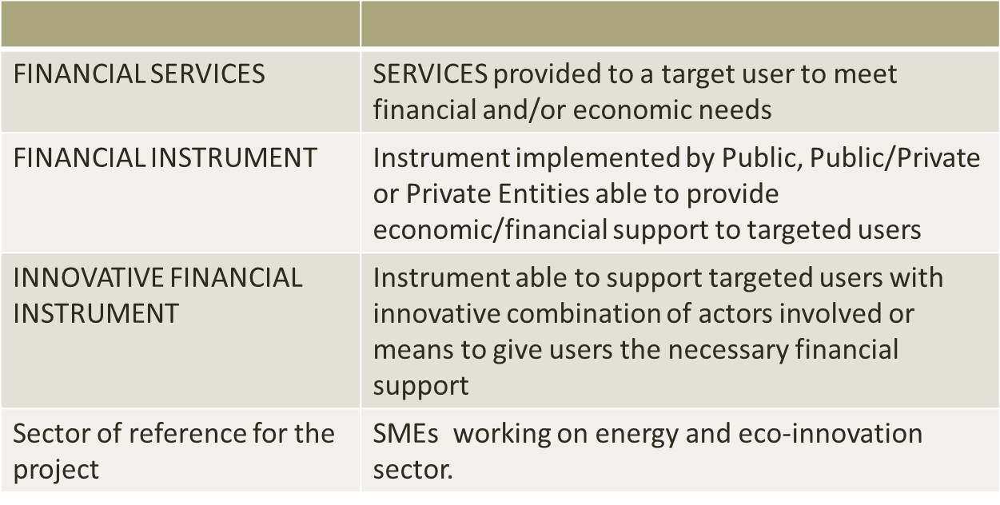 FINANCIAL SERVICES
SERVICES provided to a target user to meet
financial and/or economic needs
FINANCIAL INSTRUMENT
Instrument implemented by Public, Public/Private
or Private Entities able to provide
economic/financial support to targeted users
INNOVATIVE FINANCIAL
INSTRUMENT
Instrument able to support targeted users with
innovative combination of actors involved or
means to give users the necessary financial
support
Sector of reference for the
project
SMEs working on energy and eco-innovation
sector.